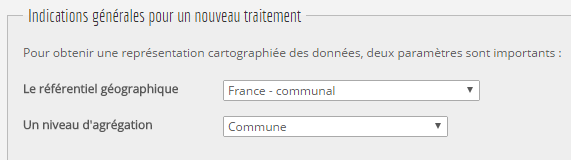 Indications générales pour un nouveau traitement
Pour obtenir une représentation cartographiée des données, deux paramètres sont importants :
Le référentiel géographique France - communal
Un niveau d'agrégation Commune